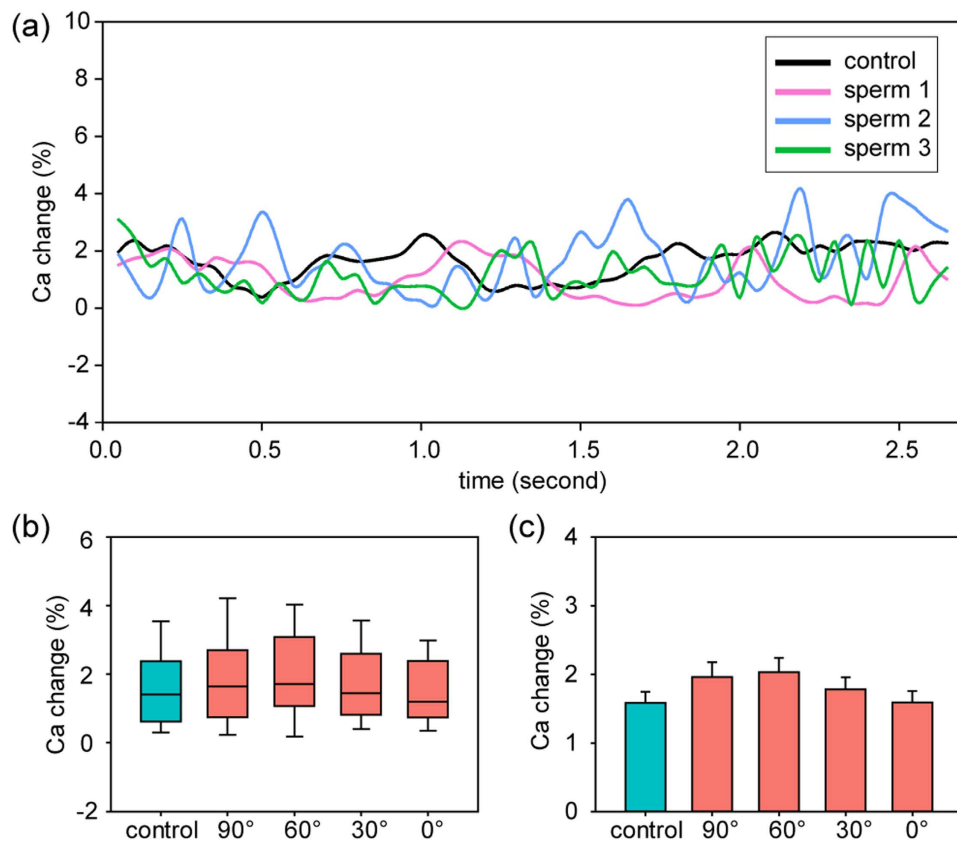 (a)
10
8
6
4
2
0
-2
-4
Ca change (%)
control
sperm 1
sperm 2
sperm 3
0.0 0.5 1.0 1.5 2.0 2.5
time (second)
(b)
6
4
2
0
-2
Ca change (%)
control 90° 60° 30° 0°
(c)
4
3
2
1
0
Ca change (%)
control 90° 60° 30° 0°